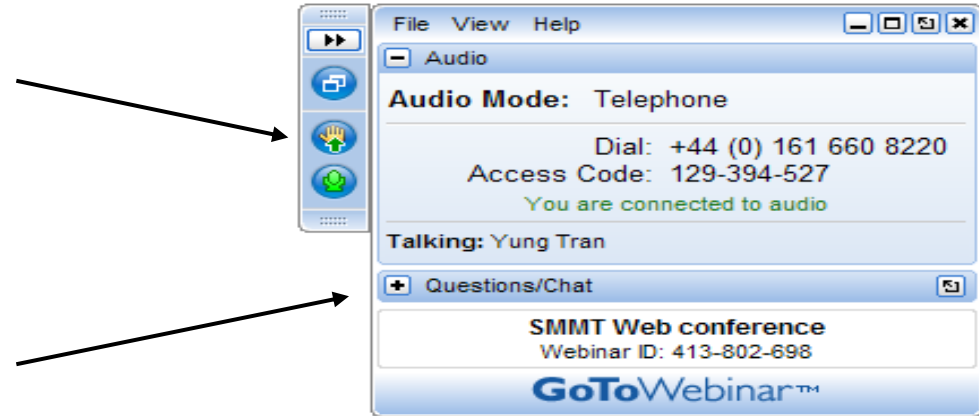 File View Help
Audio
Audio Mode: Telephone
Dial: +44 (0) 161 660 8220
Access Code: 129-394-527
You are connected to audio
Talking: Yung Tran
Questions/Chat
SMMT Web conference
Webinar ID: 413-802-698
GoToWebinar™